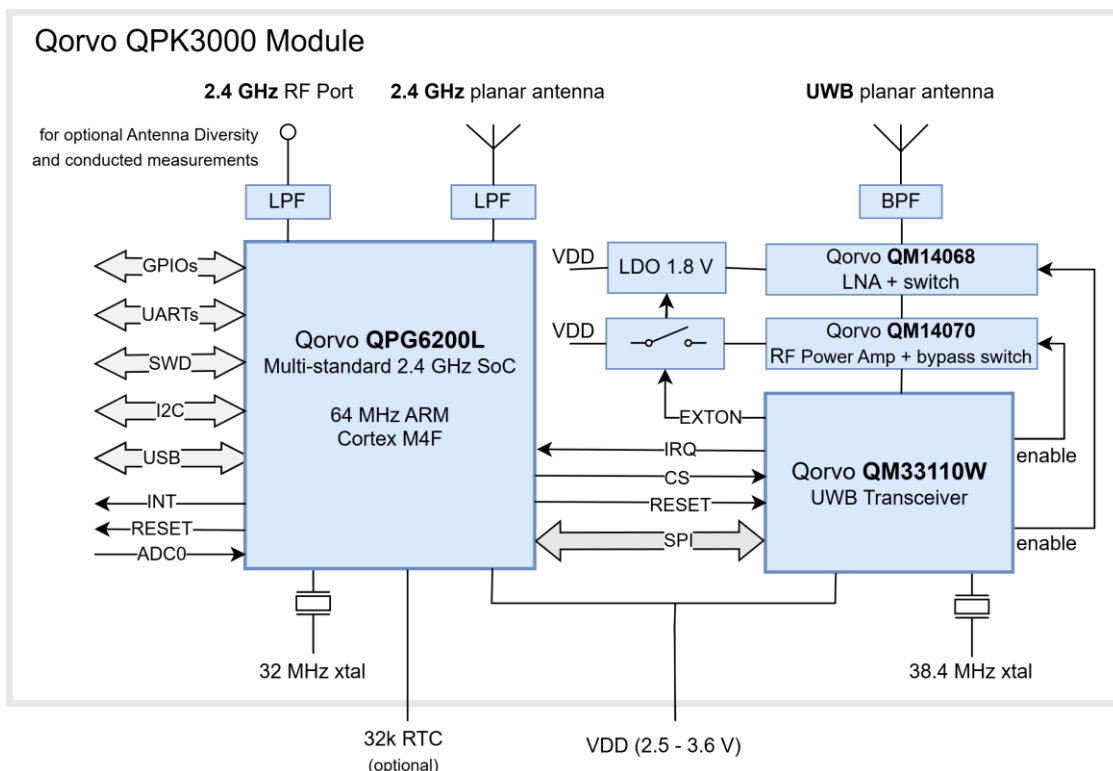 Qorvo QPK3000 Module
2.4 GHz RF Port
2.4 GHz planar antenna
UWB planar antenna
for optional Antenna Diversity
and conducted measurements
LPF
LPF
BPF
GPIOs
UARTs
SWD
I2C
USB
INT
RESET
ADC0
Qorvo QPG6200L
Multi-standard 2.4 GHz SoC
64 MHz ARM
Cortex M4F
VDD
LDO 1.8 V
Qorvo QM14068
LNA + switch
VDD
Qorvo QM14070
RF Power Amp + bypass switch
EXTON
IRQ
CS
RESET
SPI
Qorvo QM33110W
UWB Transceiver
enable
enable
32 MHz xtal
38.4 MHz xtal
32k RTC
(optional)
VDD (2.5 - 3.6 V)